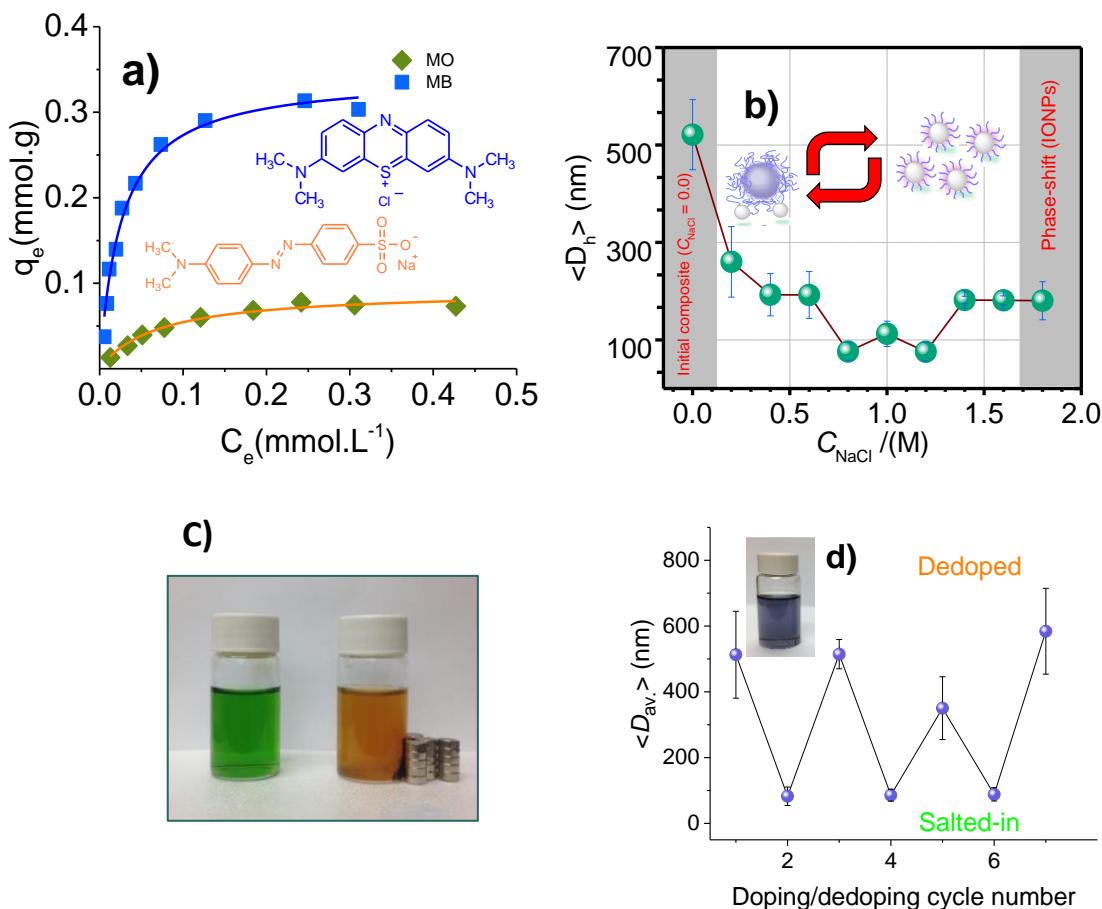 a)
0.4
0.3
0.2
0.1
0.0
0.0 0.1 0.2 0.3 0.4 0.5
q_e(mmol.g)
C_e(mmol.L^-1)
MO
MB
N
H3C
N
CH3
S
+
N
CH3
CH3
Cl
−
H3C
N
H3C
N
N
O
S
O
O
−
Na
+
b)
700
500
300
100
0.0 0.5 1.0 1.5 2.0
<D_h> (nm)
C_NaCl /(M)
Initial composite (C_NaCl = 0.0)
Phase-shift (IONPs)
C)
d)
800
600
400
200
0
2 4 6
<D_av.> (nm)
Doping/dedoping cycle number
Dedoped
Salted-in